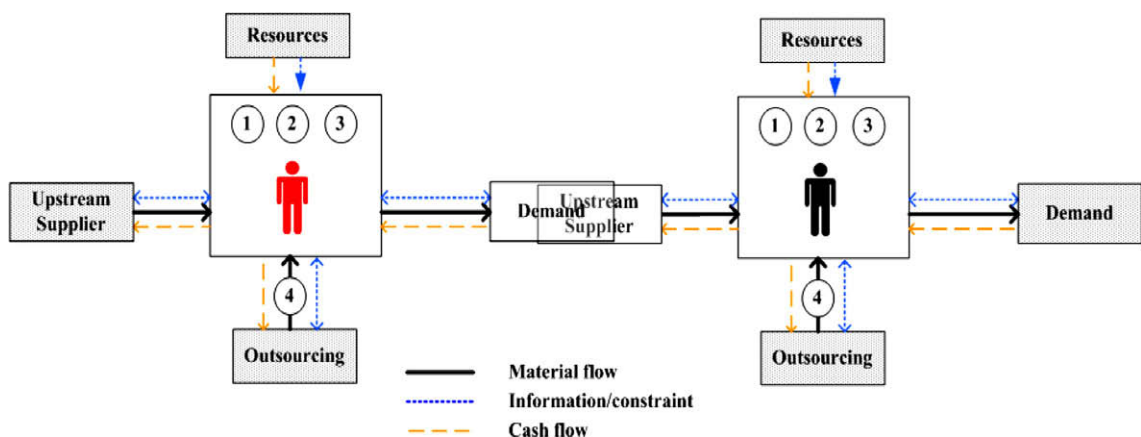 Resources
Resources
1 2 3
1 2 3
Upstream
Supplier
Demand
Upstream
Supplier
Demand
4
4
Outsourcing
Outsourcing
Material flow
Information/constraint
Cash flow